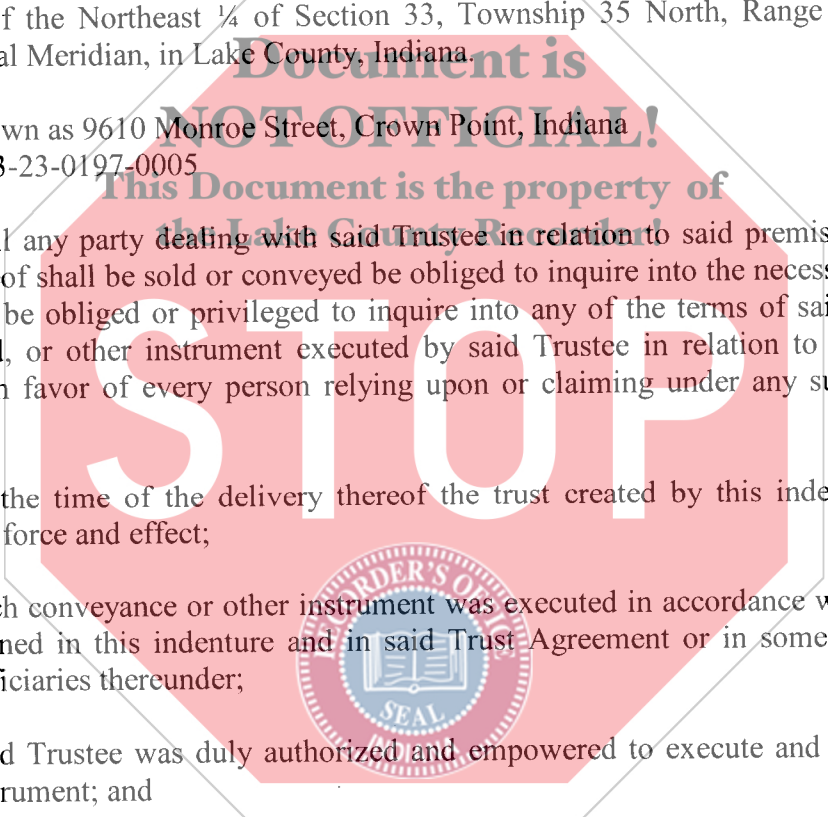 f the Northeast ¼ of Section 33, Township 35 North, Range
al Meridian, in Lake County, Indiana.
Document is
NOT OFFICIAL!
wn as 9610 Monroe Street, Crown Point, Indiana
3-23-0197-0005
This Document is the property of
the Lake County Recorder!
l any party dealing with said Trustee in relation to said premis
of shall be sold or conveyed be obliged to inquire into the necess
be obliged or privileged to inquire into any of the terms of sai
, or other instrument executed by said Trustee in relation to
n favor of every person relying upon or claiming under any su
STOP
the time of the delivery thereof the trust created by this inde
force and effect;
RECORDER'S OFFICE
ch conveyance or other instrument was executed in accordance w
ned in this indenture and in said Trust Agreement or in some
iciaries thereunder;
SEAL
INDIANA
d Trustee was duly authorized and empowered to execute and
rument; and